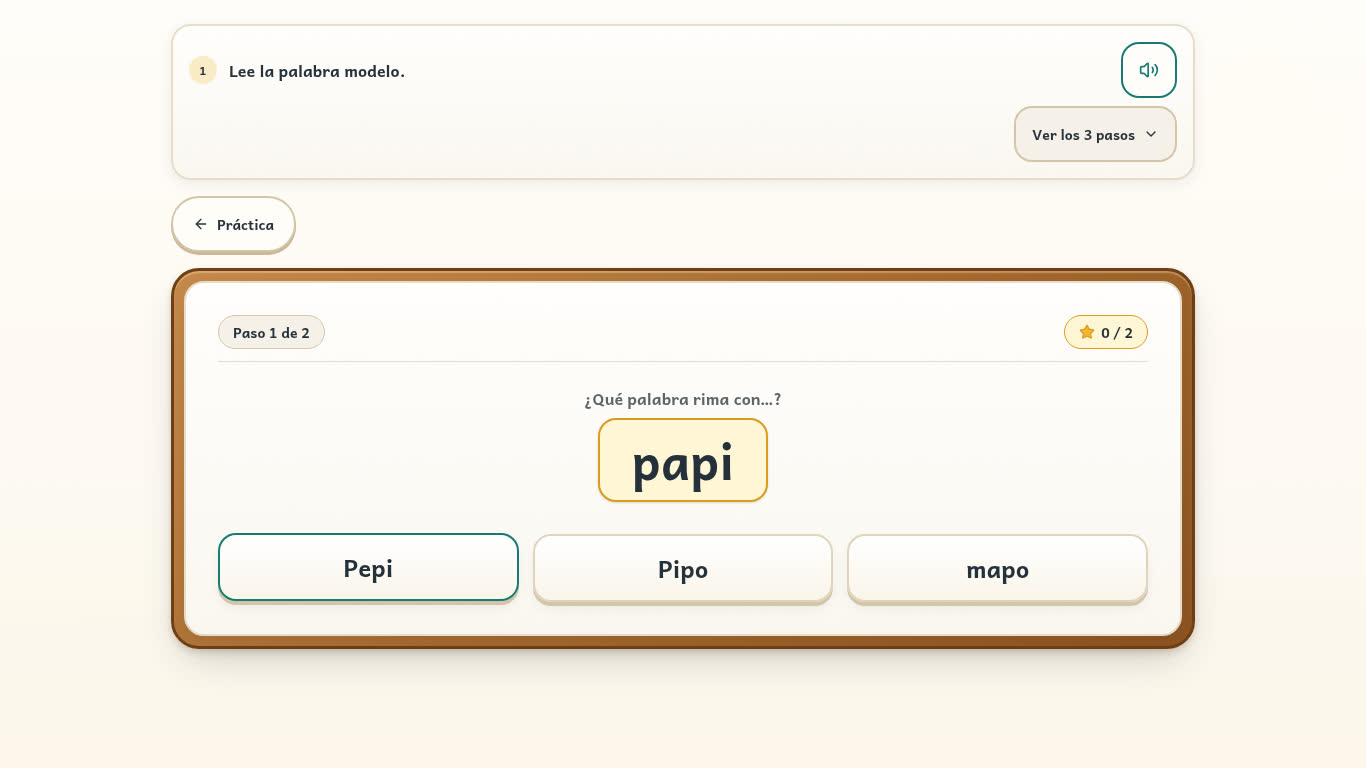 1 Lee la palabra modelo.
Ver los 3 pasos
Práctica
Paso 1 de 2
0 / 2
¿Qué palabra rima con...?
papi
Pepi
Pipo
mapo